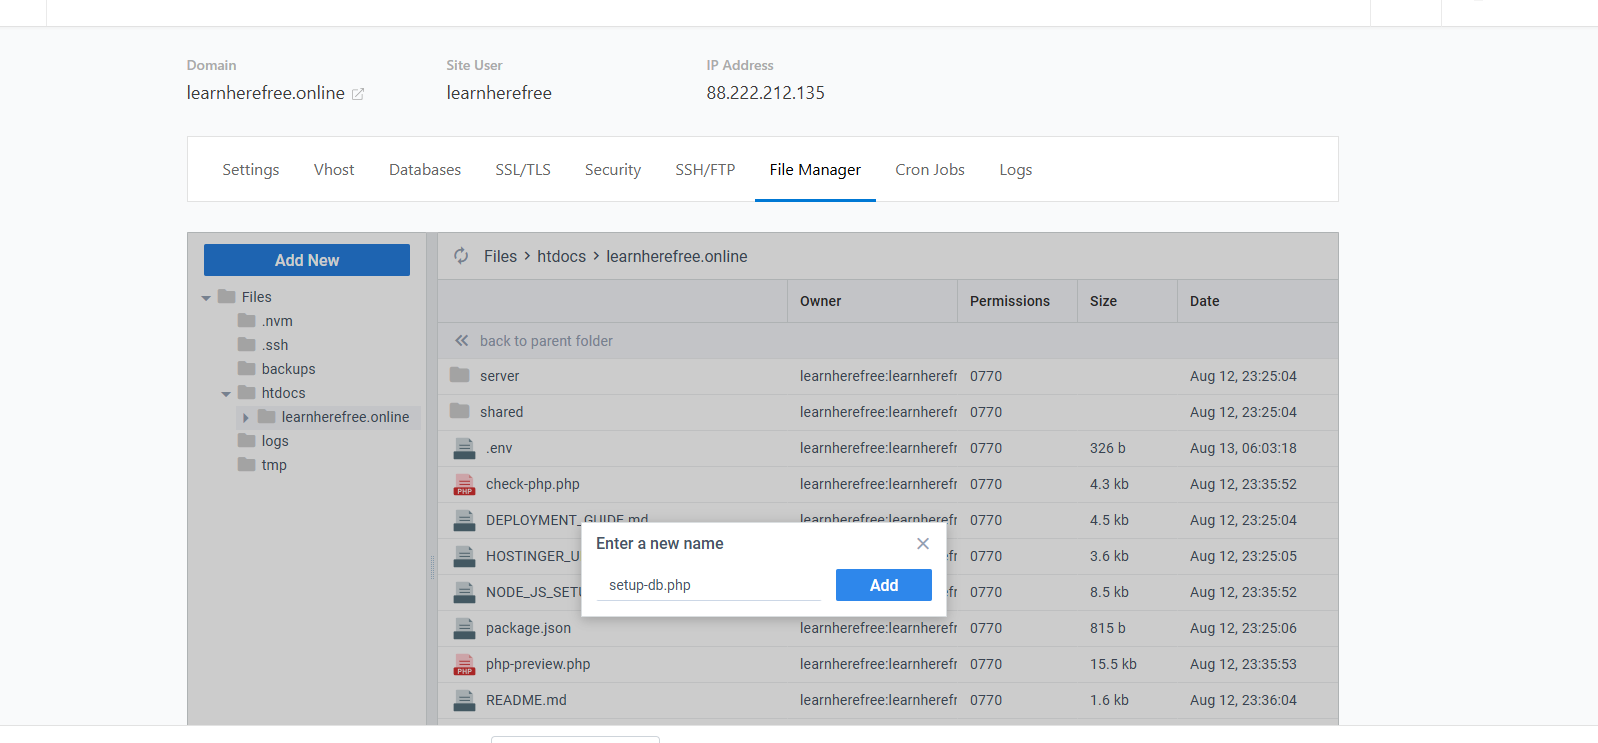 Domain Site User IP Address
learnherefree.online learnherefree 88.222.212.135
Settings Vhost Databases SSL/TLS Security SSH/FTP File Manager Cron Jobs Logs
Add New
Files
.nvm
.ssh
backups
htdocs
learnherefree.online
logs
tmp
Files > htdocs > learnherefree.online
Owner Permissions Size Date
back to parent folder
server learnherefree:learnherefr 0770 Aug 12, 23:25:04
shared learnherefree:learnherefr 0770 Aug 12, 23:25:04
.env learnherefree:learnherefr 0770 326 b Aug 13, 06:03:18
PHP check-php.php learnherefree:learnherefr 0770 4.3 kb Aug 12, 23:35:52
DEPLOYMENT_GUIDE.md learnherefree:learnherefr 0770 4.5 kb Aug 12, 23:25:04
HOSTINGER_U 0770 3.6 kb Aug 12, 23:25:05
NODE_JS_SETU 0770 8.5 kb Aug 12, 23:35:52
package.json learnherefree:learnherefr 0770 815 b Aug 12, 23:25:06
PHP php-preview.php learnherefree:learnherefr 0770 15.5 kb Aug 12, 23:35:53
README.md learnherefree:learnherefr 0770 1.6 kb Aug 12, 23:36:04
Enter a new name
setup-db.php Add